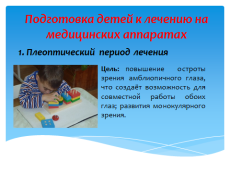 Подготовка детей к лечению на
медицинских аппаратах
1. Плеоптический период лечения
Цель: повышение остроты
зрения амблиопичного глаза,
что создаёт возможность для
совместной работы обоих
глаз; развития монокулярного
зрения.